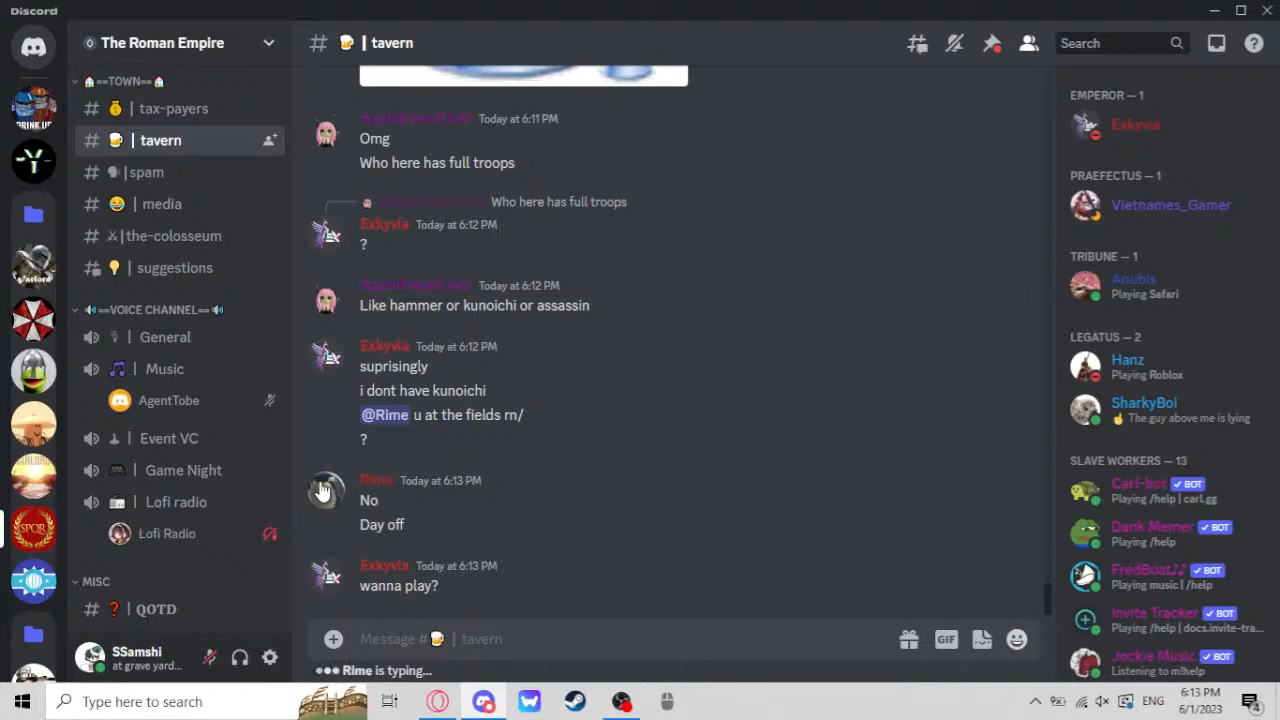 Discord
The Roman Empire
==TOWN==
| tax-payers
| tavern
|spam
| media
|the-colosseum
| suggestions
==VOICE CHANNEL==
| General
| Music
AgentTobe
| Event VC
| Game Night
| Lofi radio
Lofi Radio
MISC
| QOTD
SSamshi
at grave yard...
# | tavern
Today at 6:11 PM
Omg
Who here has full troops
Who here has full troops
Exkyvia Today at 6:12 PM
?
Today at 6:12 PM
Like hammer or kunoichi or assassin
Exkyvia Today at 6:12 PM
suprisingly
i dont have kunoichi
@Rime u at the fields rn/
?
Rime Today at 6:13 PM
No
Day off
Exkyvia Today at 6:13 PM
wanna play?
Message # | tavern
GIF
Rime is typing...
Search
EMPEROR — 1
Exkyvia
PRAEFECTUS — 1
Vietnames_Gamer
TRIBUNE — 1
Anubis
Playing Safari
LEGATUS — 2
Hanz
Playing Roblox
SharkyBoi
The guy above me is lying
SLAVE WORKERS — 13
Carl-bot ✓ BOT
Playing /help | carl.gg
Dank Memer ✓ BOT
Playing /help
FredBoat♪♪ ✓ BOT
Playing music | /help
Invite Tracker ✓ BOT
Playing /help | docs.invite-tra...
Jockie Music ✓ BOT
Listening to m!help
Type here to search
ENG
6:13 PM
6/1/2023
4